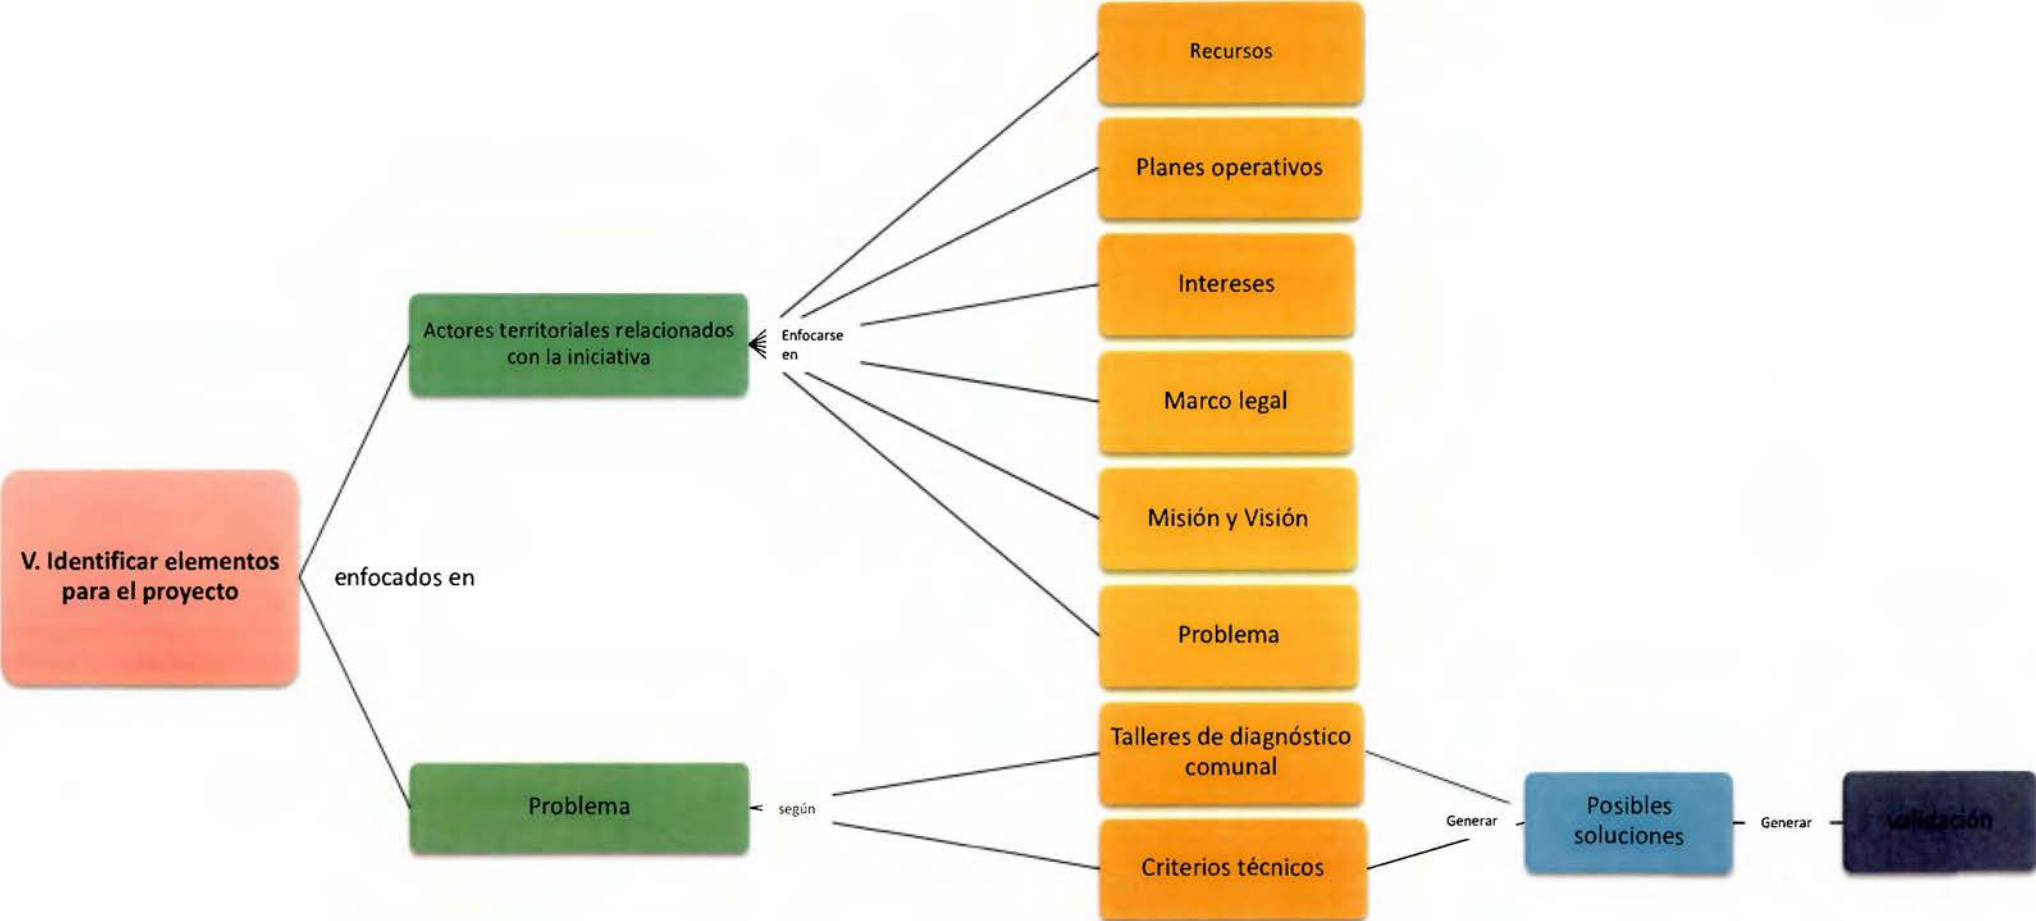 V. Identificar elementos
para el proyecto
enfocados en
Actores territoriales relacionados
con la iniciativa
Enfocarse
en
Recursos
Planes operativos
Intereses
Marco legal
Misión y Visión
Problema
Problema
según
Talleres de diagnóstico
comunal
Criterios técnicos
Generar
Posibles
soluciones
Generar
validación